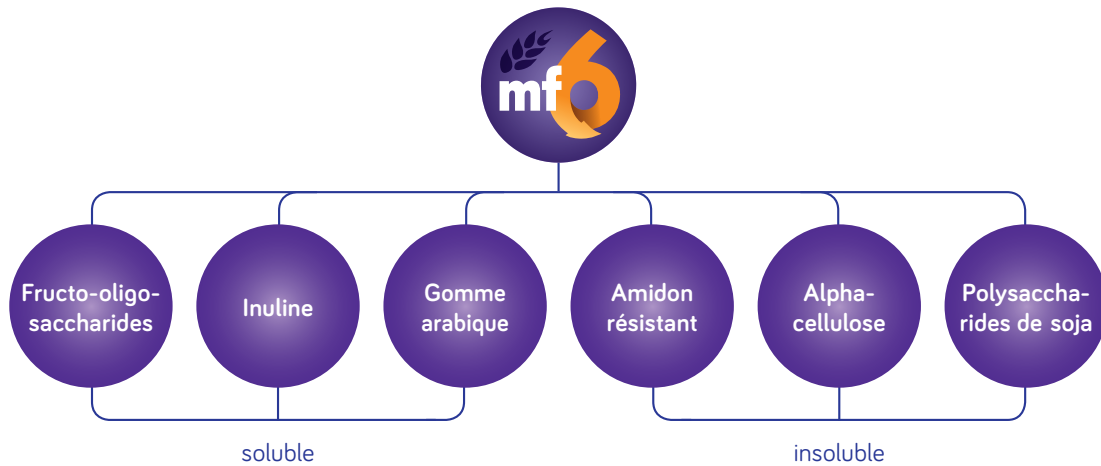 mf6
Fructo-oligo-
saccharides
Inuline
Gomme
arabique
Amidon
résistant
Alpha-
cellulose
Polysaccha-
rides de soja
soluble
insoluble